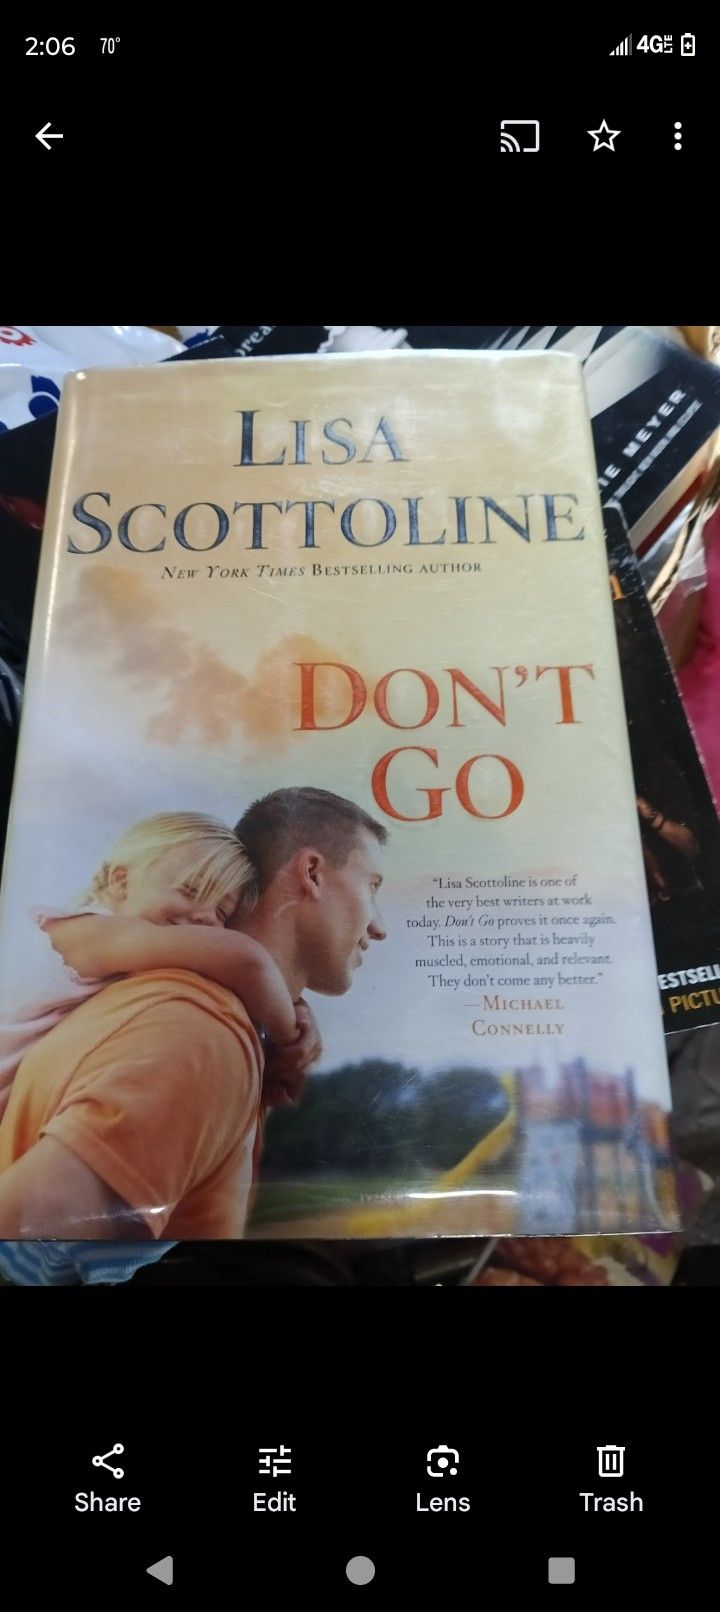 2:06 70° 4G LTE
LISA
SCOTTOLINE
NEW YORK TIMES BESTSELLING AUTHOR
DON'T
GO
"Lisa Scottoline is one of
the very best writers at work
today. Don't Go proves it once again.
This is a story that is heavily
muscled, emotional, and relevant.
They don't come any better."
—MICHAEL
CONNELLY
MEYER
Share Edit Lens Trash